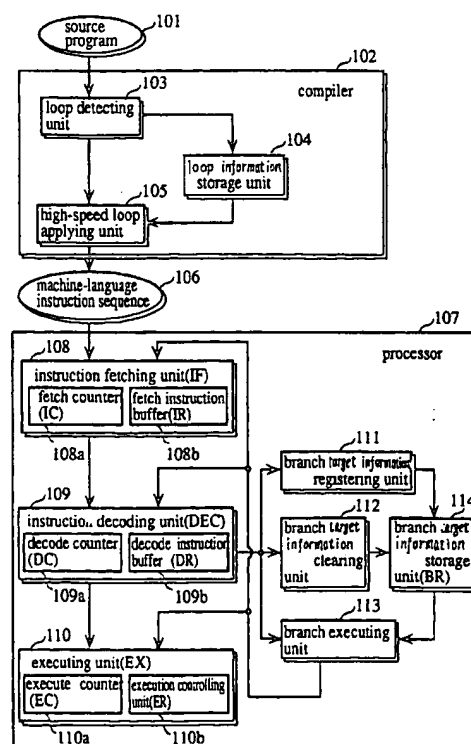 source
program
101
102
compiler
103
loop detecting
unit
104
loop information
storage unit
105
high-speed loop
applying unit
106
machine-language
instruction sequence
107
processor
108
instruction fetching unit(IF)
fetch counter
(IC)
fetch instruction
buffer(IR)
108a
108b
111
branch target information
registering unit
109
instruction decoding unit(DEC)
decode counter
(DC)
decode instruction
buffer (DR)
109a
109b
112
branch target
information
clearing
unit
114
branch target
information
storage
unit(BR)
113
branch executing
unit
110
executing unit(EX)
execute counter
(EC)
execution controlling
unit(ER)
110a
110b